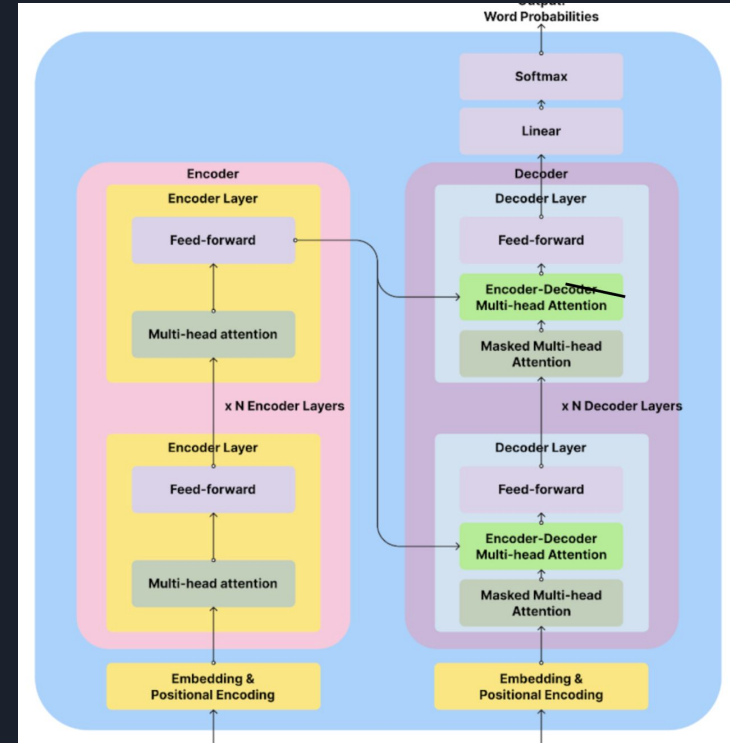 Output:
Word Probabilities
Softmax
Linear
Encoder
Encoder Layer
Feed-forward
Multi-head attention
x N Encoder Layers
Encoder Layer
Feed-forward
Multi-head attention
Embedding &
Positional Encoding
Decoder
Decoder Layer
Feed-forward
Encoder-Decoder
Multi-head Attention
Masked Multi-head
Attention
x N Decoder Layers
Decoder Layer
Feed-forward
Encoder-Decoder
Multi-head Attention
Masked Multi-head
Attention
Embedding &
Positional Encoding